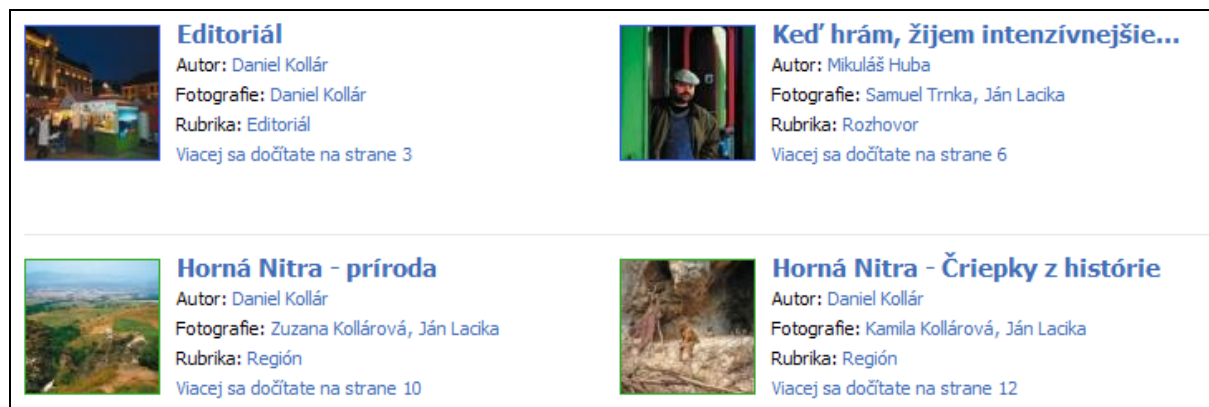 Editoriál
Autor: Daniel Kollár
Fotografie: Daniel Kollár
Rubrika: Editoriál
Viacej sa dočítate na strane 3
Keď hrám, žijem intenzívnejšie...
Autor: Mikuláš Huba
Fotografie: Samuel Trnka, Ján Lacika
Rubrika: Rozhovor
Viacej sa dočítate na strane 6
Horná Nitra - príroda
Autor: Daniel Kollár
Fotografie: Zuzana Kollárová, Ján Lacika
Rubrika: Región
Viacej sa dočítate na strane 10
Horná Nitra - Čriepky z histórie
Autor: Daniel Kollár
Fotografie: Kamila Kollárová, Ján Lacika
Rubrika: Región
Viacej sa dočítate na strane 12